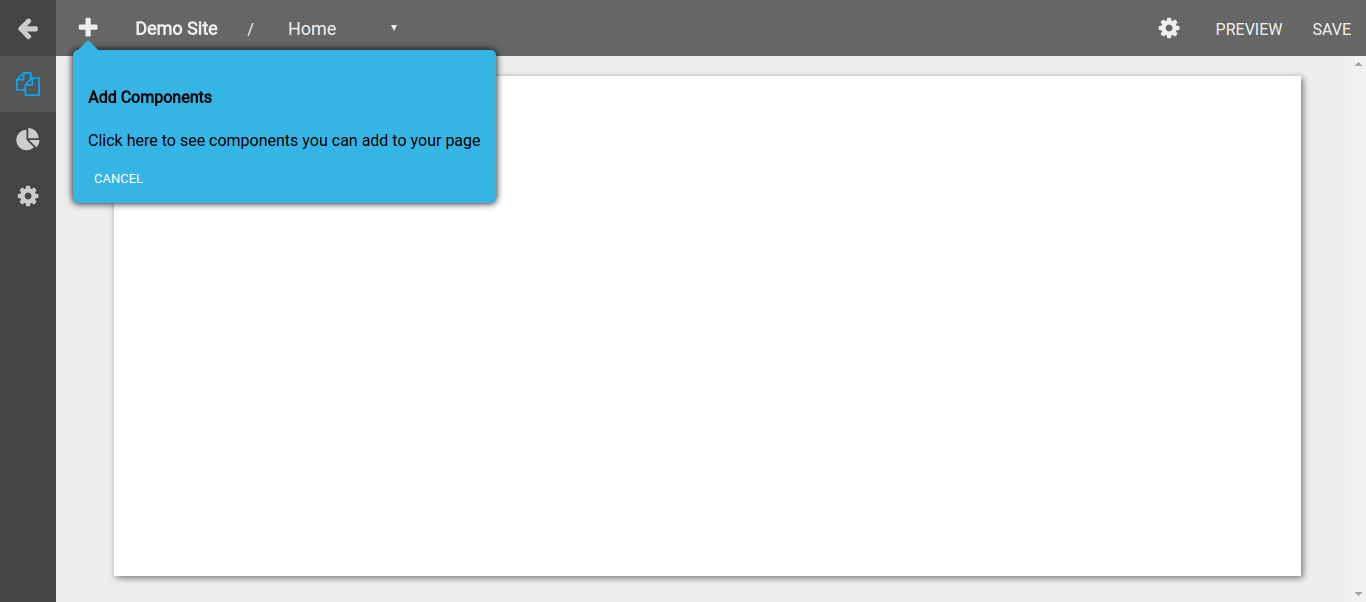 Demo Site / Home
PREVIEW
SAVE
Add Components
Click here to see components you can add to your page
CANCEL